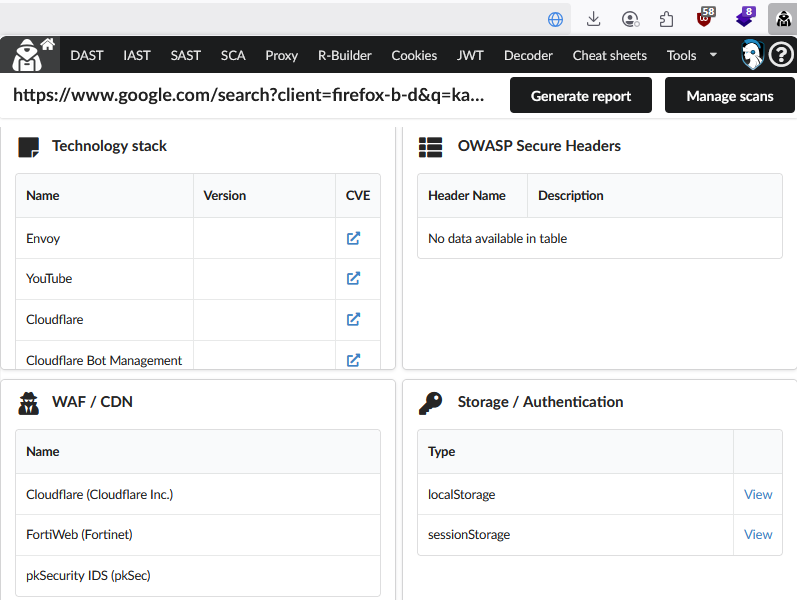 58
8
DAST IAST SAST SCA Proxy R-Builder Cookies JWT Decoder Cheat sheets Tools
https://www.google.com/search?client=firefox-b-d&q=ka... Generate report Manage scans
Technology stack
Name Version CVE
Envoy
YouTube
Cloudflare
Cloudflare Bot Management
OWASP Secure Headers
Header Name Description
No data available in table
WAF / CDN
Name
Cloudflare (Cloudflare Inc.)
FortiWeb (Fortinet)
pkSecurity IDS (pkSec)
Storage / Authentication
Type
localStorage View
sessionStorage View